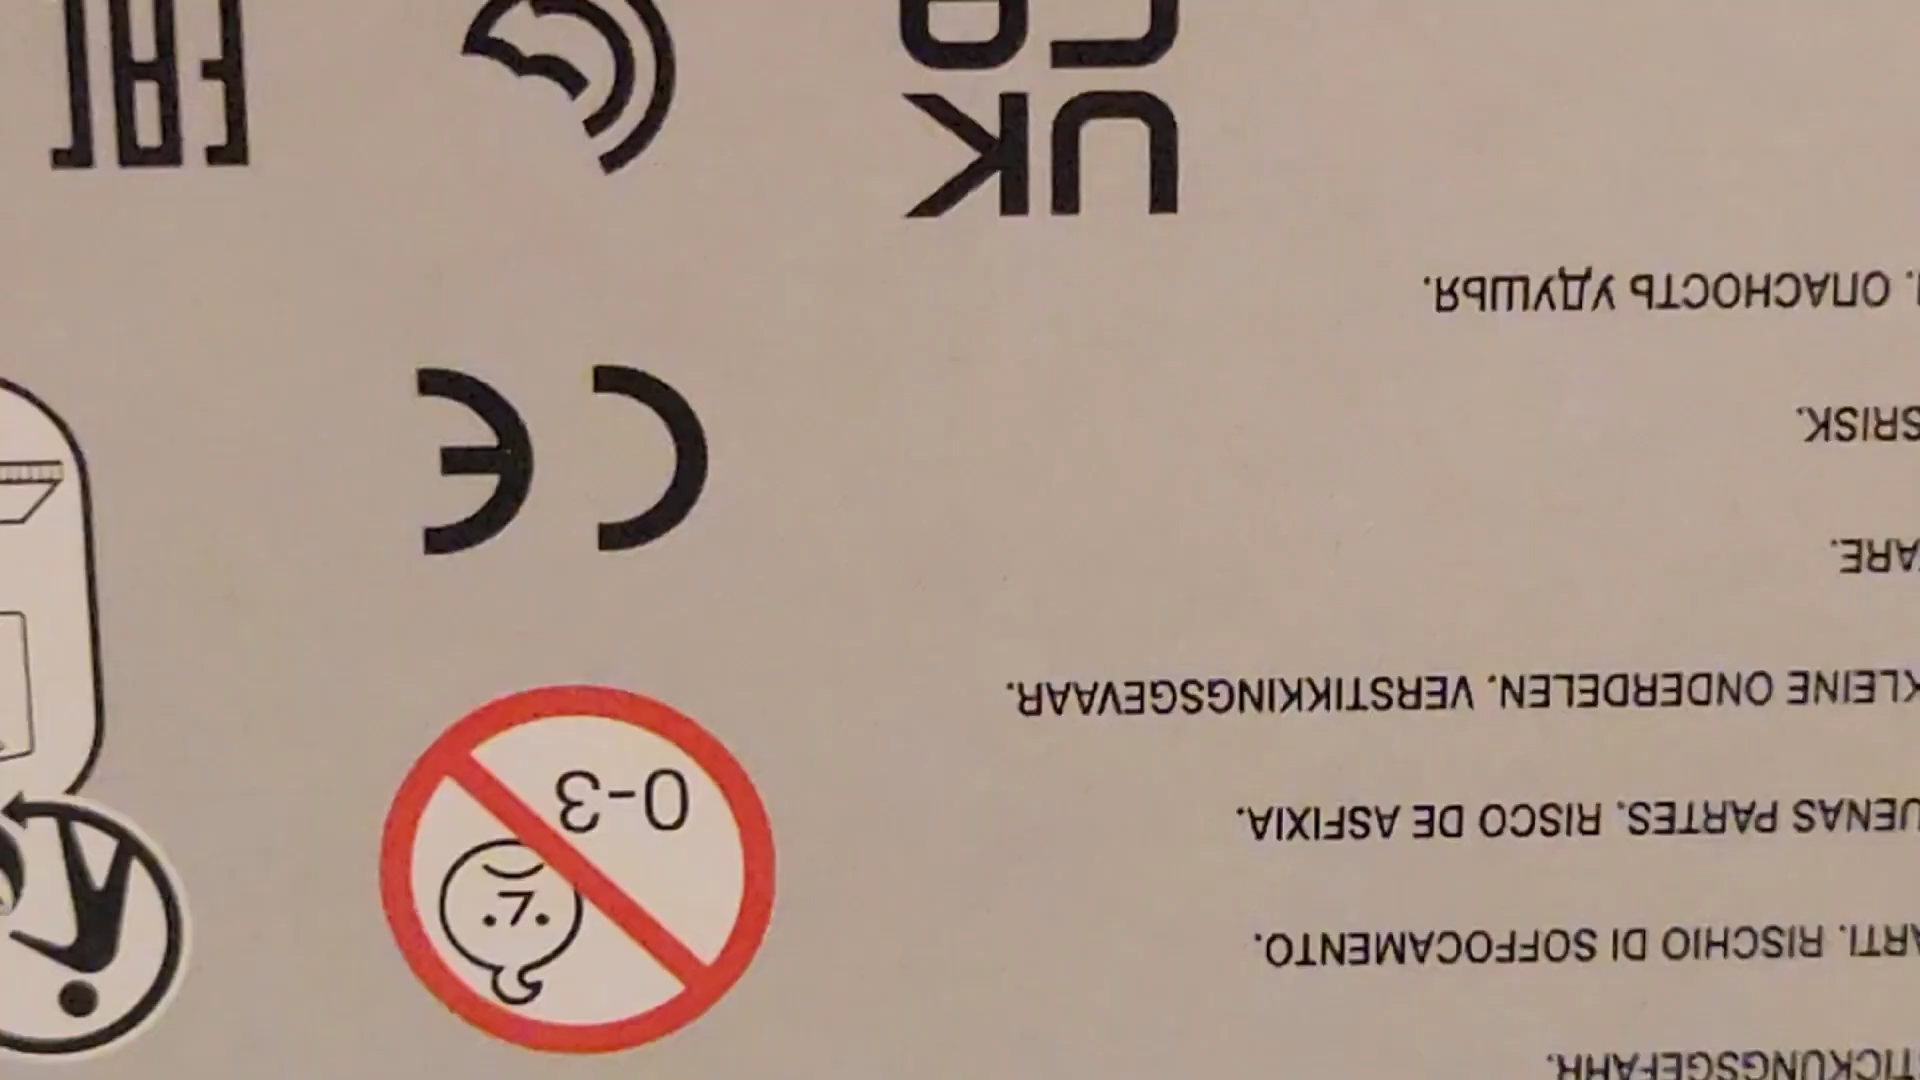 TICKUNGSGEFAHR.
ARTI. RISCHIO DI SOFFOCAMENTO.
UENAS PARTES. RISCO DE ASFIXIA.
0-3
KLEINE ONDERDELEN. VERSTIKKINGSGEVAAR.
ARE.
SRISK.
CE
ОПАСНОСТЬ УДУШЬЯ.
UK
CA
EAC